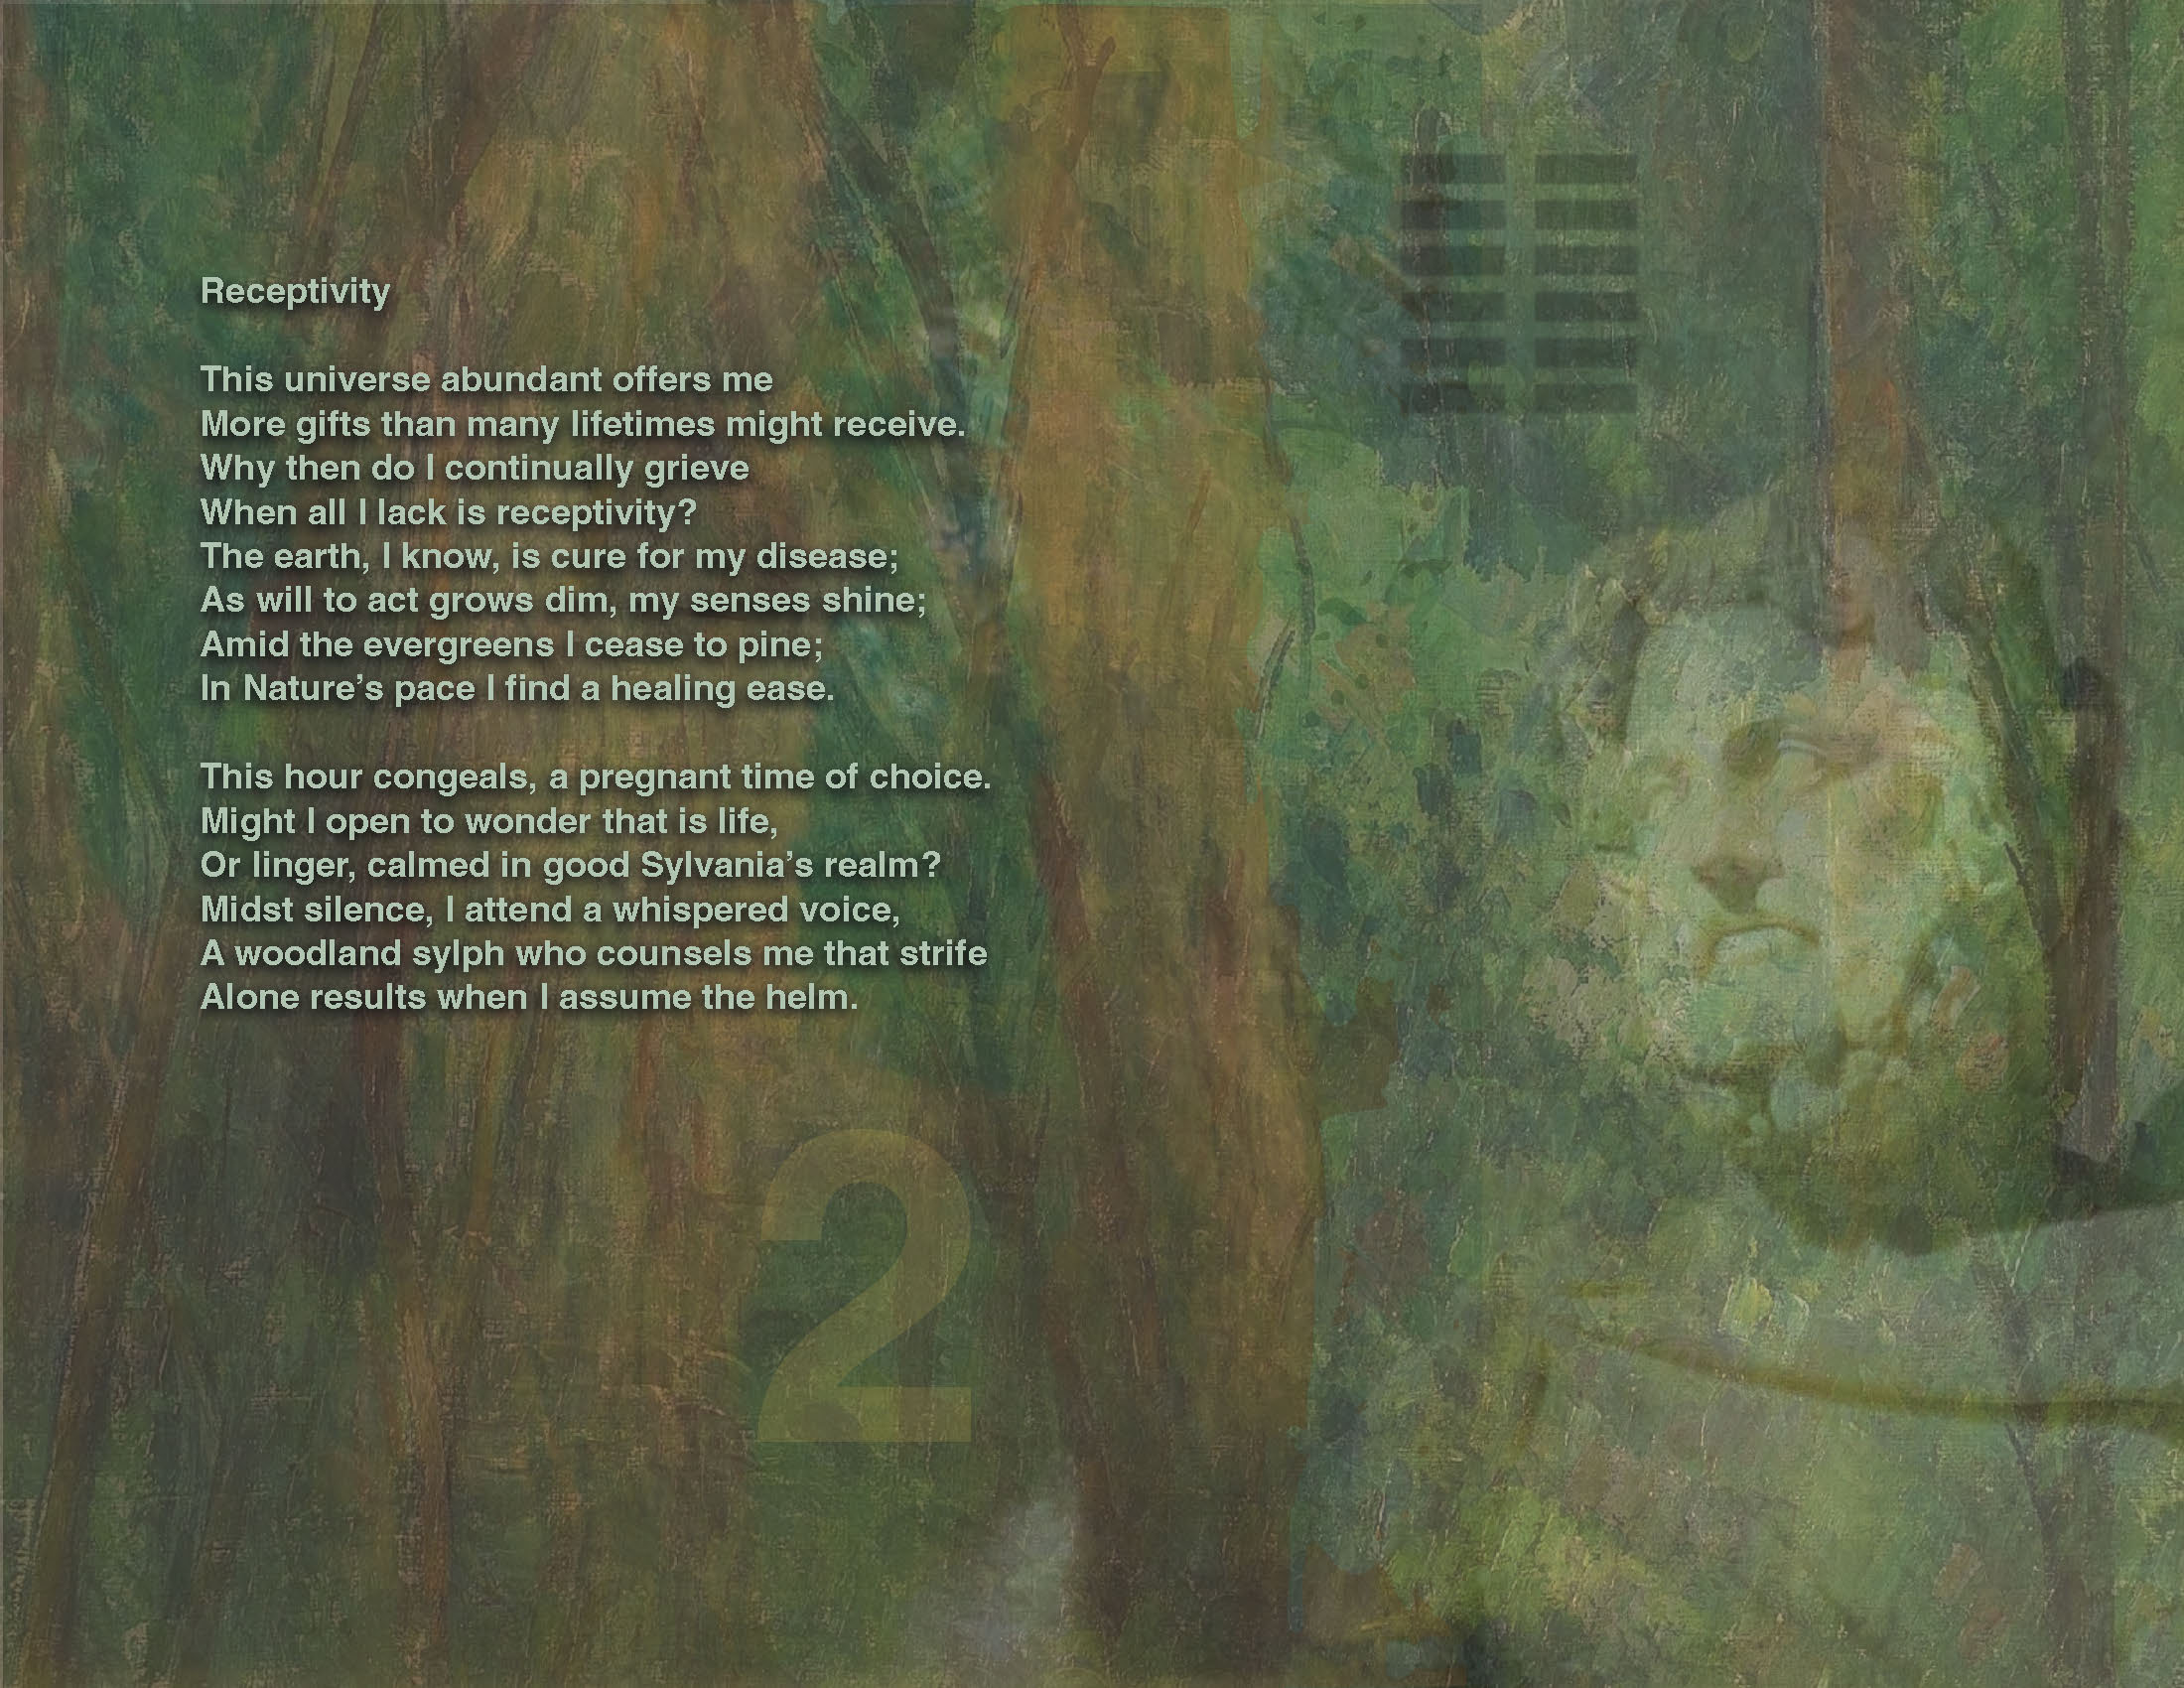 Receptivity
This universe abundant offers me
More gifts than many lifetimes might receive.
Why then do I continually grieve
When all I lack is receptivity?
The earth, I know, is cure for my disease;
As will to act grows dim, my senses shine;
Amid the evergreens I cease to pine;
In Nature’s pace I find a healing ease.
This hour congeals, a pregnant time of choice.
Might I open to wonder that is life,
Or linger, calmed in good Sylvania’s realm?
Midst silence, I attend a whispered voice,
A woodland sylph who counsels me that strife
Alone results when I assume the helm.
2